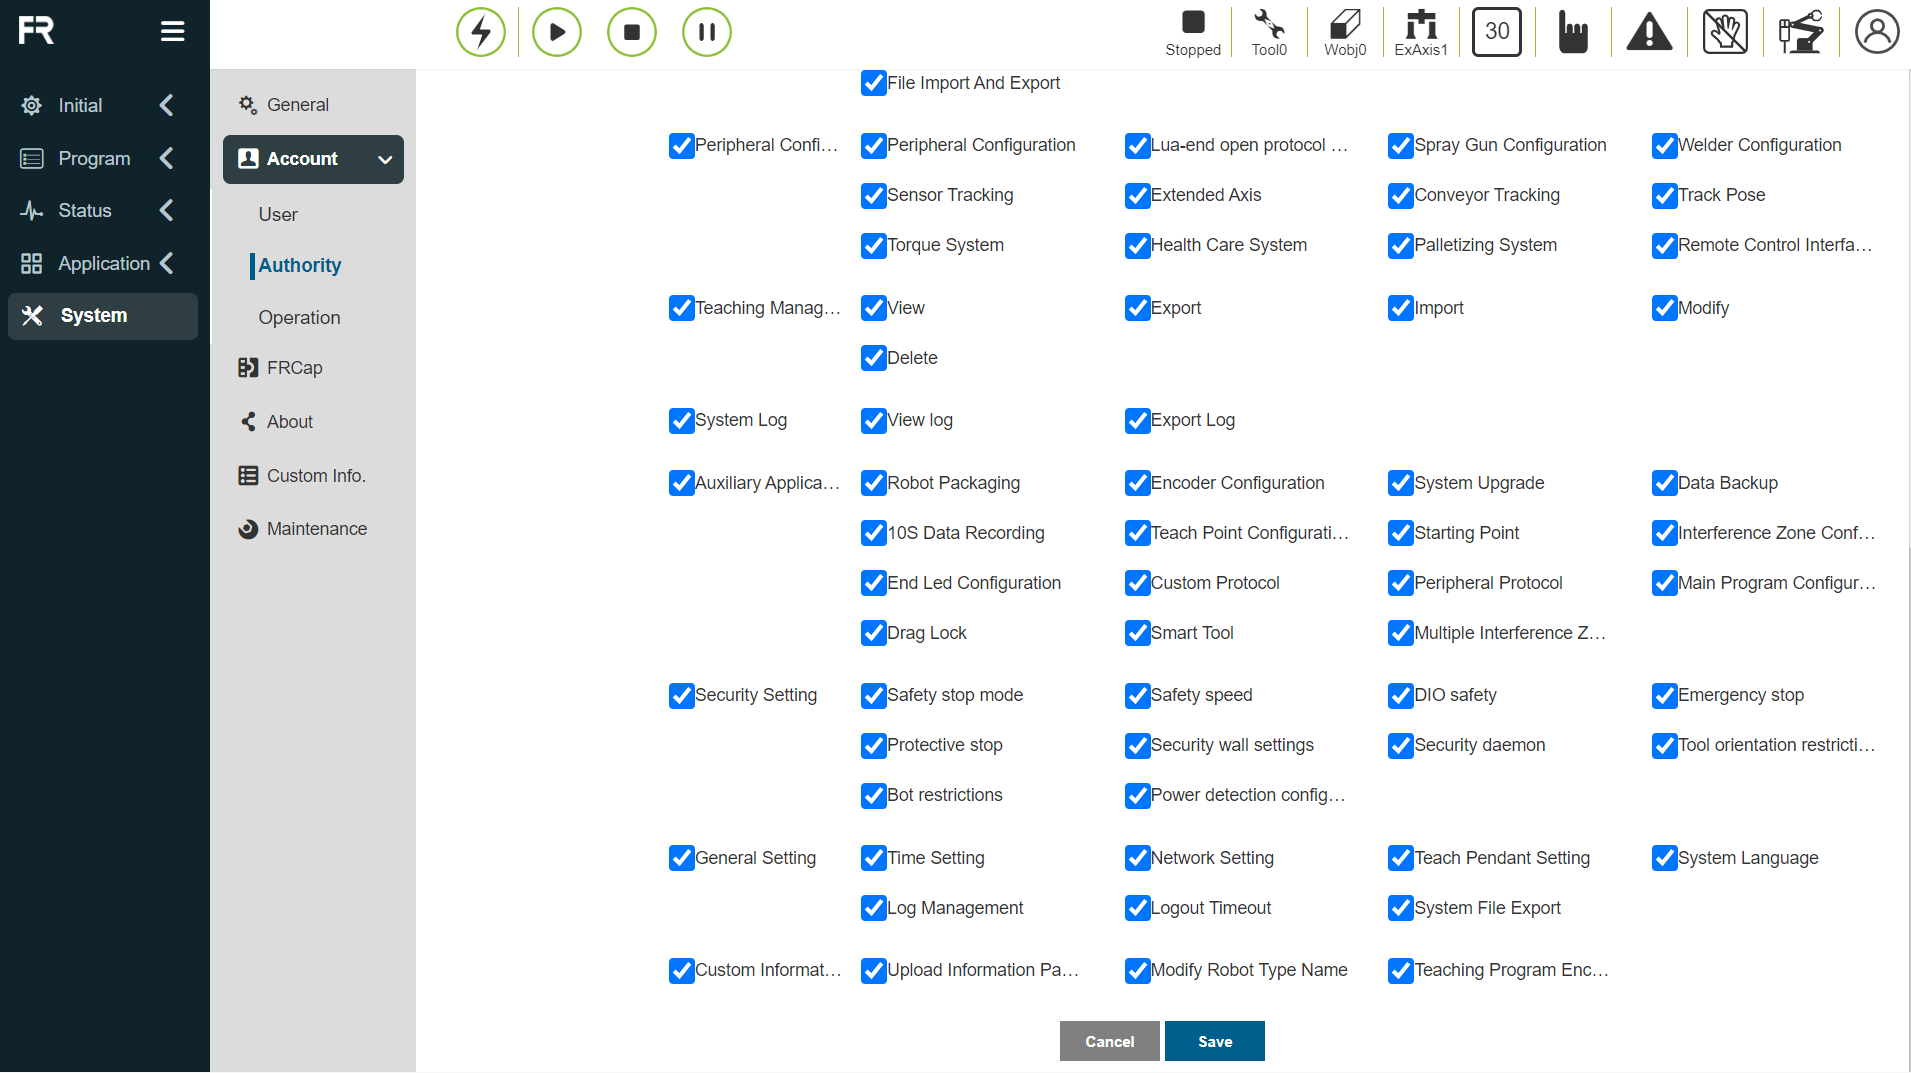 FR
Stopped
Tool0
Wobj0
ExAxis1
30
Initial
Program
Status
Application
System
General
Account
User
Authority
Operation
FRCap
About
Custom Info.
Maintenance
File Import And Export
Peripheral Confi... Peripheral Configuration Lua-end open protocol ... Spray Gun Configuration Welder Configuration
Sensor Tracking Extended Axis Conveyor Tracking Track Pose
Torque System Health Care System Palletizing System Remote Control Interfa...
Teaching Manag... View Export Import Modify
Delete
System Log View log Export Log
Auxiliary Applica... Robot Packaging Encoder Configuration System Upgrade Data Backup
10S Data Recording Teach Point Configurati... Starting Point Interference Zone Conf...
End Led Configuration Custom Protocol Peripheral Protocol Main Program Configur...
Drag Lock Smart Tool Multiple Interference Z...
Security Setting Safety stop mode Safety speed DIO safety Emergency stop
Protective stop Security wall settings Security daemon Tool orientation restricti...
Bot restrictions Power detection config...
General Setting Time Setting Network Setting Teach Pendant Setting System Language
Log Management Logout Timeout System File Export
Custom Informat... Upload Information Pa... Modify Robot Type Name Teaching Program Enc...
Cancel Save